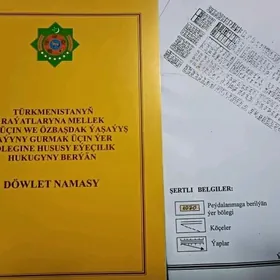 TÜRKMENISTANYŇ
RAÝATLARYNA MELLEK
ÜÇIN WE ÖZBAŞDAK ÝAŞAÝYŞ
JAÝYNY GURMAK ÜÇIN ÝER
BÖLEGINE HUSUSY EÝEÇILIK
HUKUGYNY BERÝÄN
DÖWLET NAMASY
ŞERTLI BELGILER:
Peýdalanmaga berilýän
ýer bölegi
Köçeler
Ýaplar